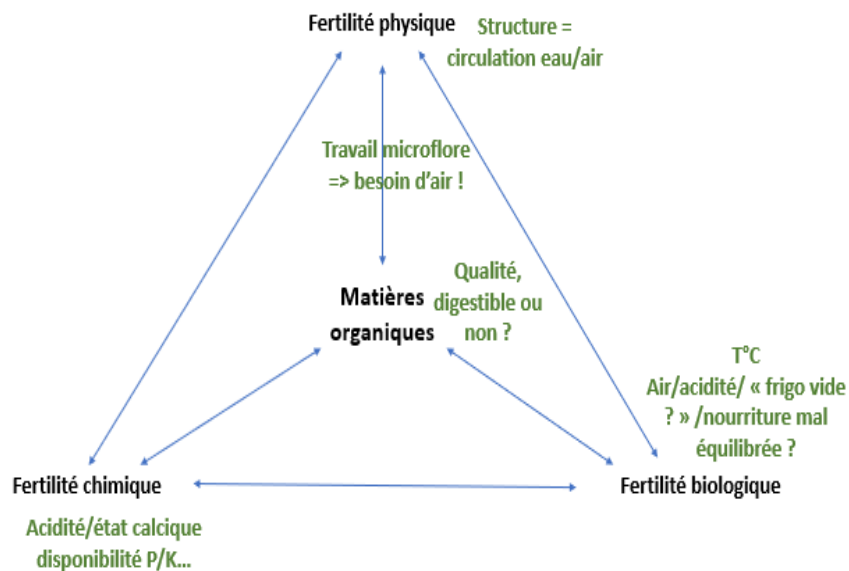 Fertilité physique
Structure =
circulation eau/air
Travail microflore
=> besoin d'air !
Matières
organiques
Qualité,
digestible ou
non ?
T°C
Air/acidité/ « frigo vide
? » /nourriture mal
équilibrée ?
Fertilité chimique
Acidité/état calcique
disponibilité P/K...
Fertilité biologique